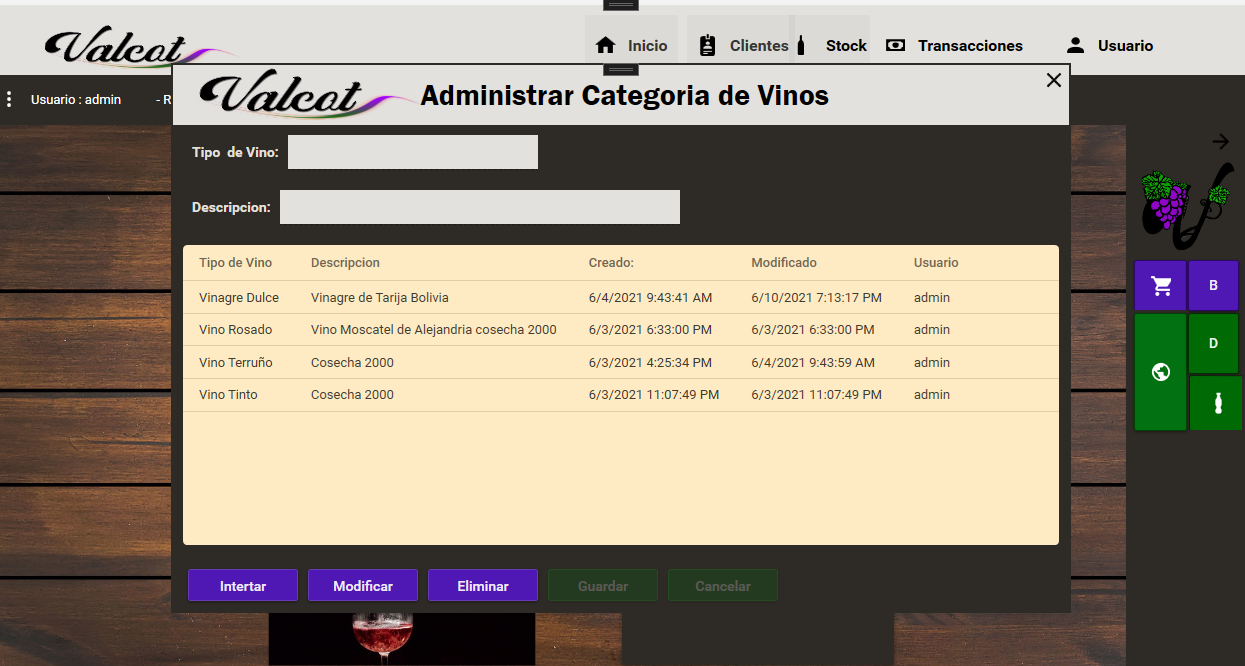 Valcot
Inicio
Clientes
Stock
Transacciones
Usuario
Usuario : admin - R
Valcot
Administrar Categoria de Vinos
Tipo de Vino:
Descripcion:
Tipo de Vino Descripcion Creado: Modificado Usuario
Vinagre Dulce Vinagre de Tarija Bolivia 6/4/2021 9:43:41 AM 6/10/2021 7:13:17 PM admin
Vino Rosado Vino Moscatel de Alejandria cosecha 2000 6/3/2021 6:33:00 PM 6/3/2021 6:33:00 PM admin
Vino Terruño Cosecha 2000 6/3/2021 4:25:34 PM 6/4/2021 9:43:59 AM admin
Vino Tinto Cosecha 2000 6/3/2021 11:07:49 PM 6/3/2021 11:07:49 PM admin
B
D
Intertar Modificar Eliminar Guardar Cancelar